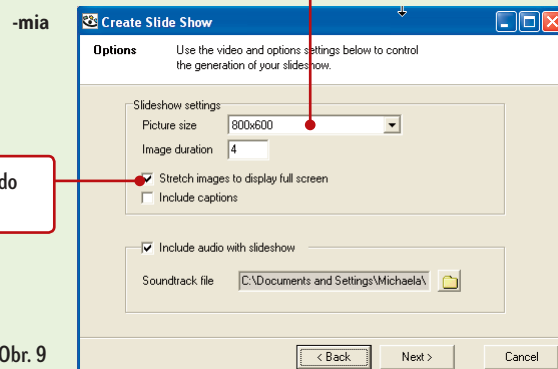 -mia
Create Slide Show
Options
Use the video and options settings below to control
the generation of your slideshow.
Slideshow settings
Picture size 800x600
Image duration 4
do
Stretch images to display full screen
Include captions
Include audio with slideshow
Soundtrack file C:\Documents and Settings\Michaela\
Obr. 9
< Back Next > Cancel